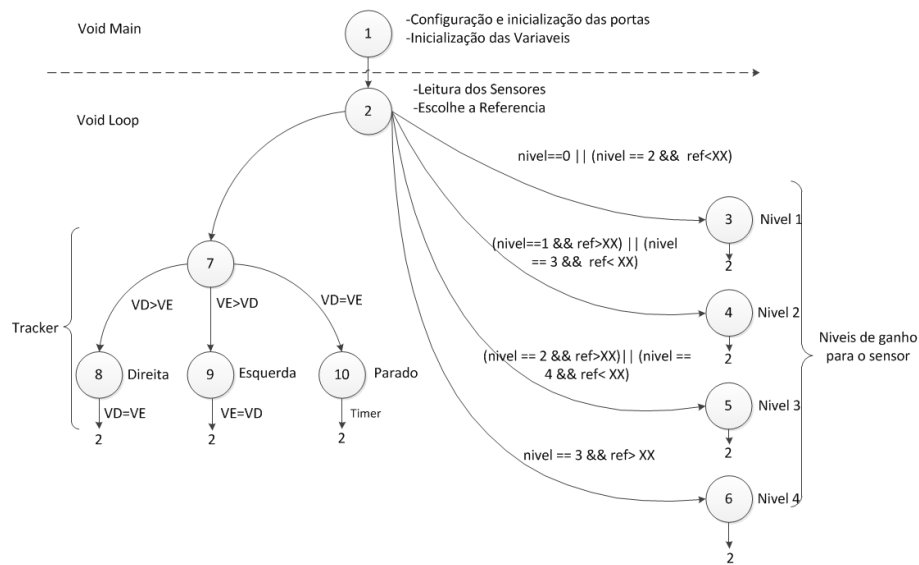 Void Main
1
-Configuração e inicialização das portas
-Inicialização das Variaveis
Void Loop
2
-Leitura dos Sensores
-Escolhe a Referencia
nivel==0 || (nivel == 2 && ref<XX)
3
Nivel 1
2
(nivel==1 && ref>XX) || (nivel
== 3 && ref< XX)
4
Nivel 2
2
(nivel == 2 && ref>XX)|| (nivel ==
4 && ref< XX)
5
Nivel 3
2
nivel == 3 && ref> XX
6
Nivel 4
2
Niveis de ganho
para o sensor
7
VD>VE
VE>VD
VD=VE
Tracker
8
Direita
9
Esquerda
10
Parado
VD=VE
VE=VD
Timer
2
2
2